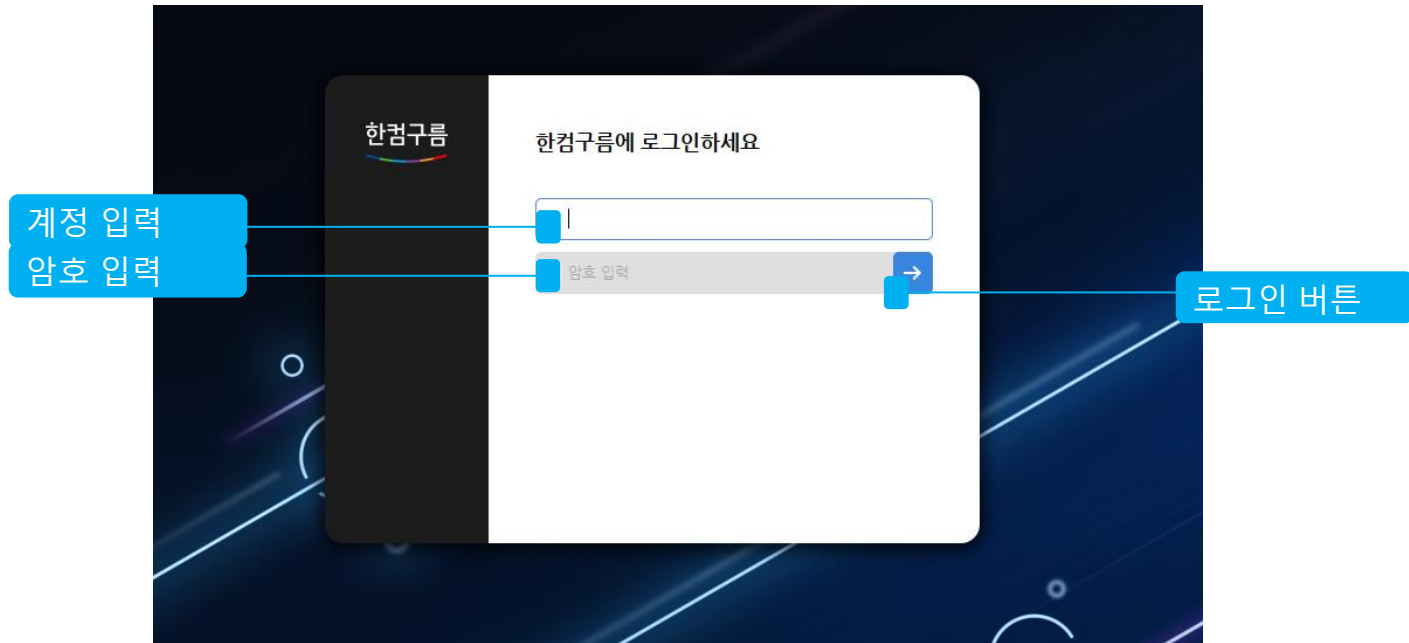 한컴구름
한컴구름에 로그인하세요
계정 입력
암호 입력
암호 입력
로그인 버튼